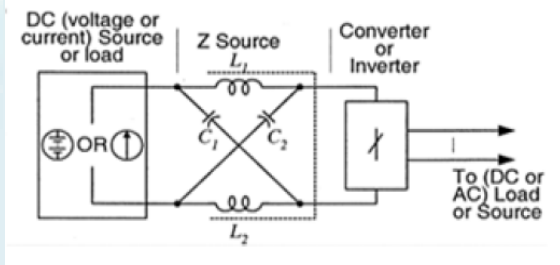 DC (voltage or
current) Source
or load
Z Source
Converter
or
Inverter
L1
OR
C1
C2
L2
To (DC or
AC) Load
or Source